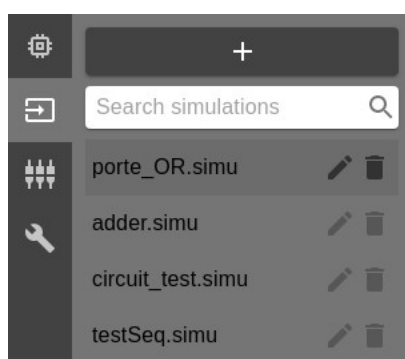 +
Search simulations
porte_OR.simu
adder.simu
circuit_test.simu
testSeq.simu